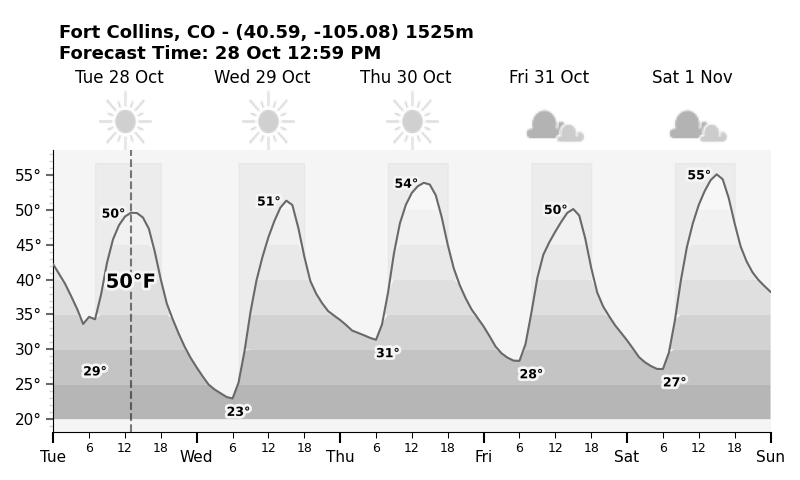 Fort Collins, CO - (40.59, -105.08) 1525m
Forecast Time: 28 Oct 12:59 PM
Tue 28 Oct Wed 29 Oct Thu 30 Oct Fri 31 Oct Sat 1 Nov
55°
50°
45°
40°
35°
30°
25°
20°
50° 51° 54° 50° 55°
50°F
29° 23° 31° 28° 27°
6 12 18 6 12 18 6 12 18 6 12 18 6 12 18
Tue Wed Thu Fri Sat Sun